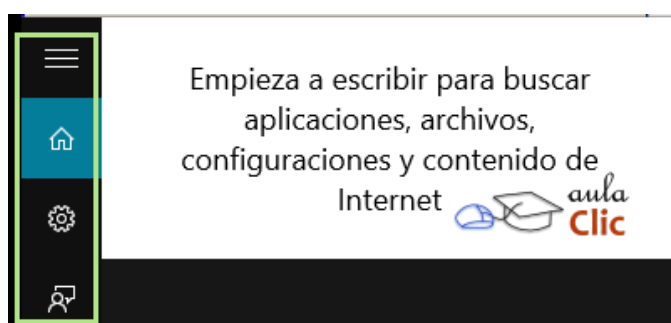 Empieza a escribir para buscar
aplicaciones, archivos,
configuraciones y contenido de
Internet
aula
Clic